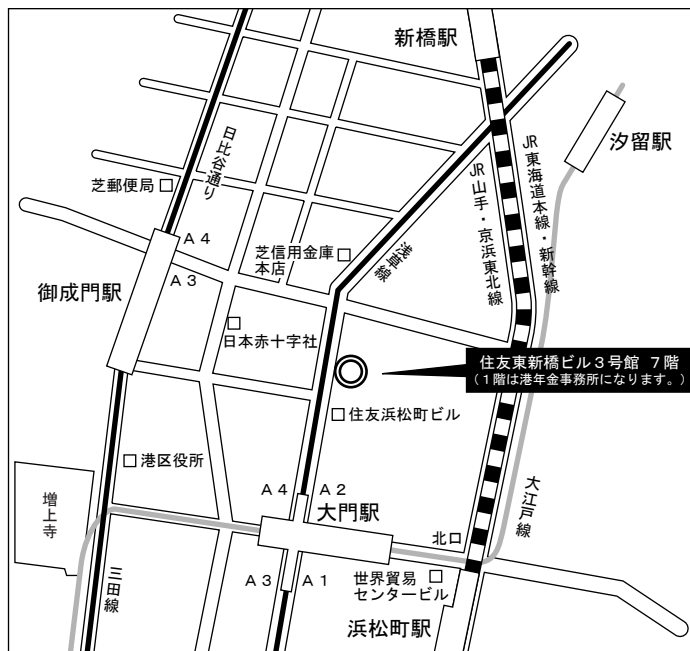 新橋駅
汐留駅
日比谷通り
芝郵便局
JR東海道本線・新幹線
JR山手・京浜東北線
A4
芝信用金庫
本店
浅草線
A3
御成門駅
日本赤十字社
住友東新橋ビル3号館 7階
(1階は港年金事務所になります。)
住友浜松町ビル
港区役所
A4
A2
増上寺
大門駅
大江戸線
北口
三田線
A3
A1
世界貿易
センタービル
浜松町駅